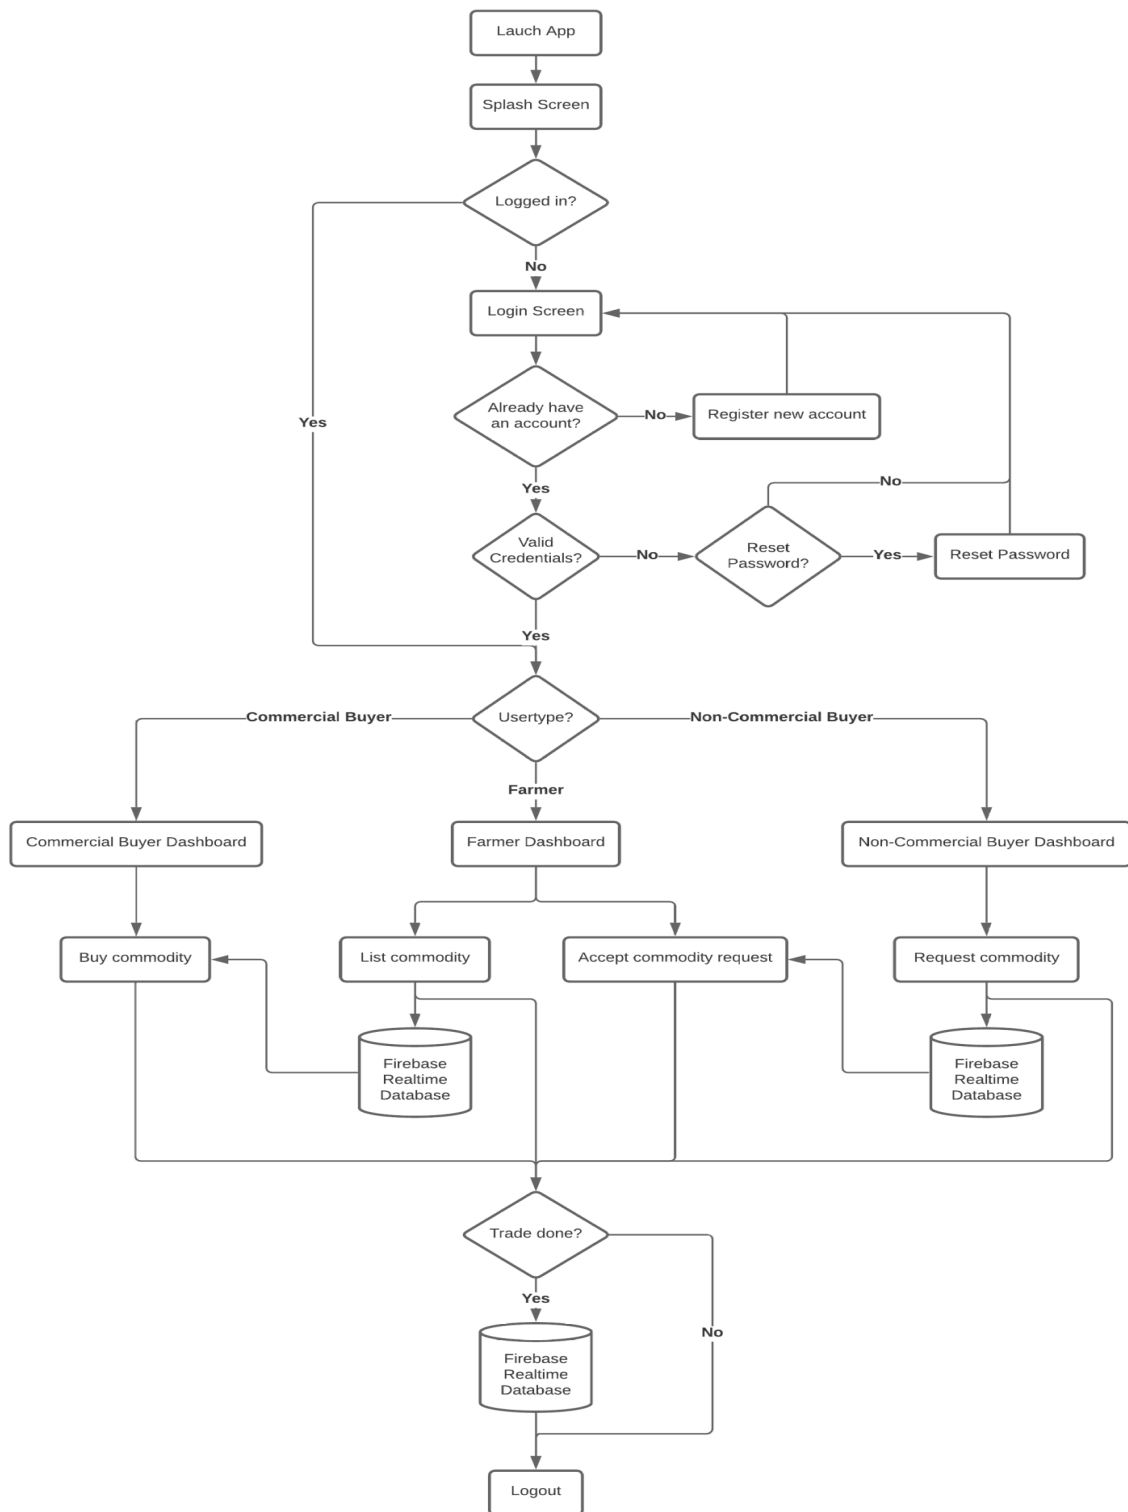 Lauch App
Splash Screen
Logged in?
No
Login Screen
Already have
an account?
No
Register new account
Yes
Yes
No
Valid
Credentials?
No
Reset
Password?
Yes
Reset Password
Yes
Commercial Buyer
Usertype?
Non-Commercial Buyer
Farmer
Commercial Buyer Dashboard
Farmer Dashboard
Non-Commercial Buyer Dashboard
Buy commodity
List commodity
Accept commodity request
Request commodity
Firebase
Realtime
Database
Firebase
Realtime
Database
Trade done?
Yes
No
Firebase
Realtime
Database
Logout